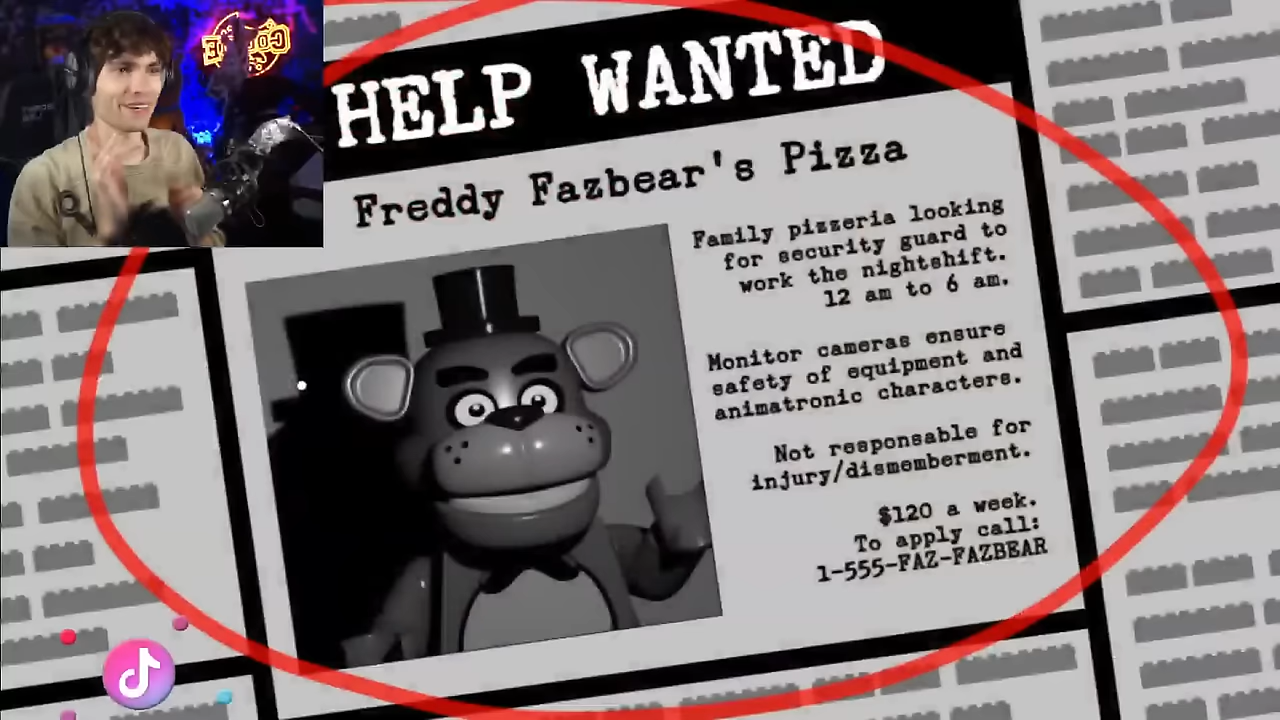 HELP WANTED
Freddy Fazbear's Pizza
Family pizzeria looking
for security guard to
work the nightshift.
12 am to 6 am.
Monitor cameras ensure
safety of equipment and
animatronic characters.
Not responsable for
injury/dismemberment.
$120 a week.
To apply call:
1-555-FAZ-FAZBEAR